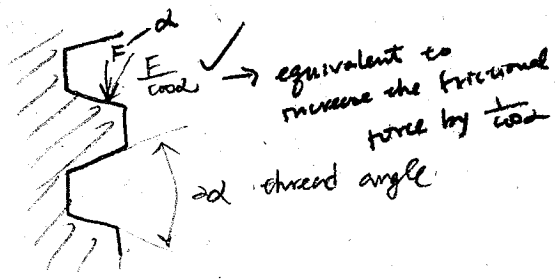 α
F
F/cosα → equivalent to
increase the frictional
force by 1/cosα
2α thread angle